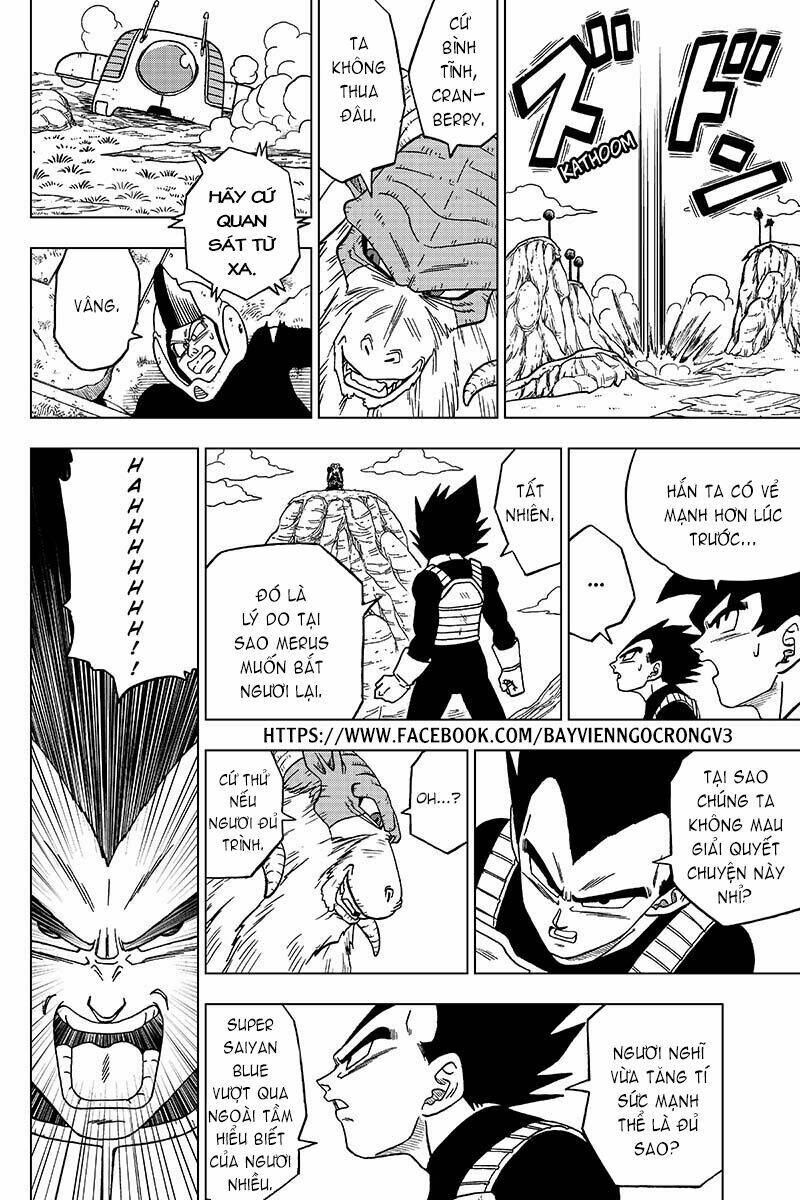 ズドン
KATHOOM
CỨ
BÌNH
TĨNH,
CRAN-
BERRY.
TA
KHÔNG
THUA
ĐÂU.
HÃY CỨ
QUAN
SÁT TỪ
XA.
VÂNG.
HẮN TA CÓ VẺ
MẠNH HƠN LÚC
TRƯỚC...
...
TẤT
NHIÊN.
ĐÓ LÀ
LÝ DO TẠI
SAO MERUS
MUỐN BẮT
NGƯƠI LẠI.
HAHHHHHHH!!
HTTPS://WWW.FACEBOOK.COM/BAYVIENNGOCRONGV3
TẠI SAO
CHÚNG TA
KHÔNG MAU
GIẢI QUYẾT
CHUYỆN NÀY
NHỈ?
OH...?
CỨ THỬ
NẾU
NGƯƠI ĐỦ
TRÌNH.
NGƯƠI NGHĨ
VỪA TĂNG TÍ
SỨC MẠNH
THẾ LÀ ĐỦ
SAO?
SUPER
SAIYAN
BLUE
VƯỢT QUA
NGOÀI TẦM
HIỂU BIẾT
CỦA NGƯƠI
NHIỀU.